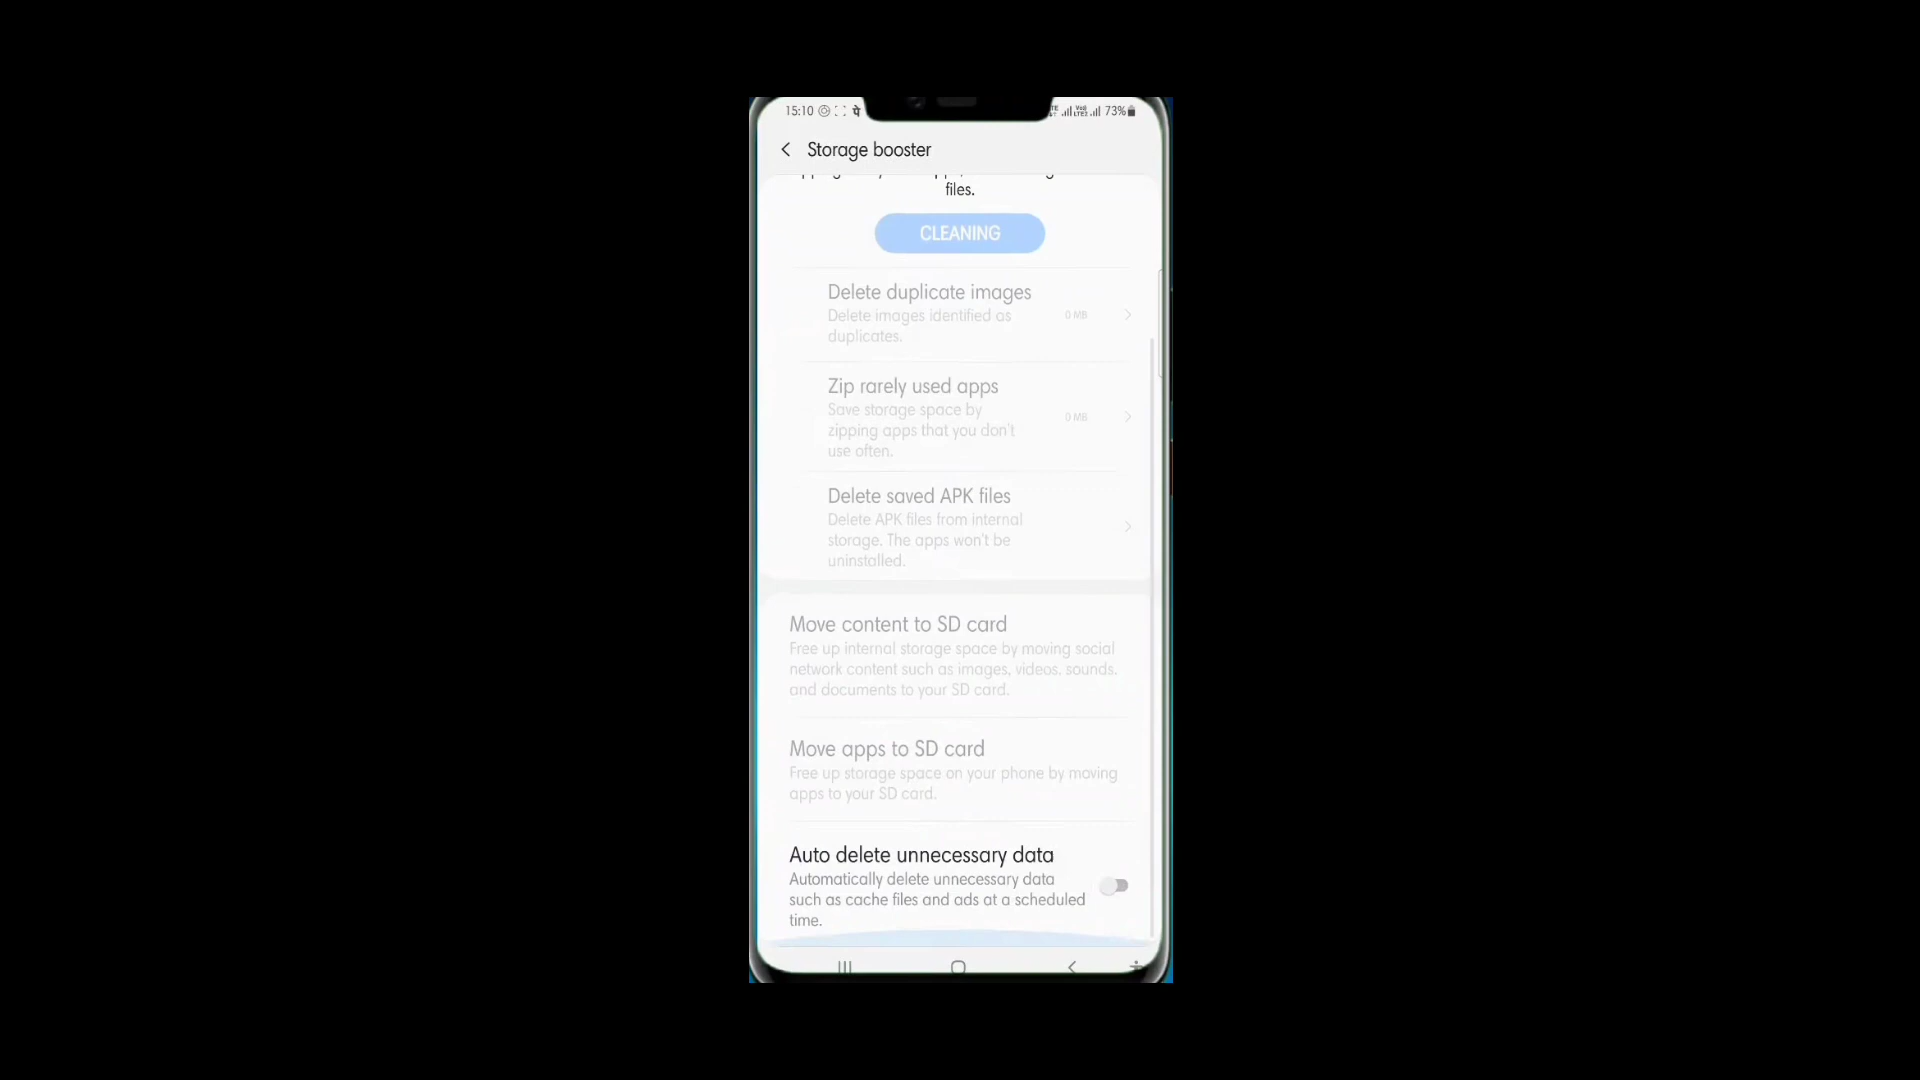 15:10 पे 73%
Storage booster
files.
CLEANING
Delete duplicate images
Delete images identified as
duplicates.
0 MB
Zip rarely used apps
Save storage space by
zipping apps that you don't
use often.
0 MB
Delete saved APK files
Delete APK files from internal
storage. The apps won't be
uninstalled.
Move content to SD card
Free up internal storage space by moving social
network content such as images, videos, sounds,
and documents to your SD card.
Move apps to SD card
Free up storage space on your phone by moving
apps to your SD card.
Auto delete unnecessary data
Automatically delete unnecessary data
such as cache files and ads at a scheduled
time.